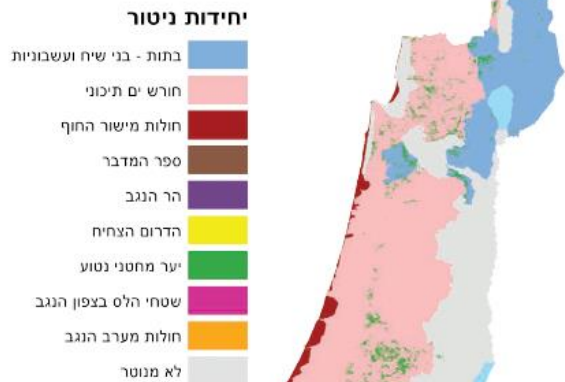 יחידות ניטור
בתות - בני שיח ועשבוניות
חורש ים תיכוני
חולות מישור החוף
ספר המדבר
הר הנגב
הדרום הצחיח
יער מחטני נטוע
שטחי הלס בצפון הנגב
חולות מערב הנגב
לא מנוטר